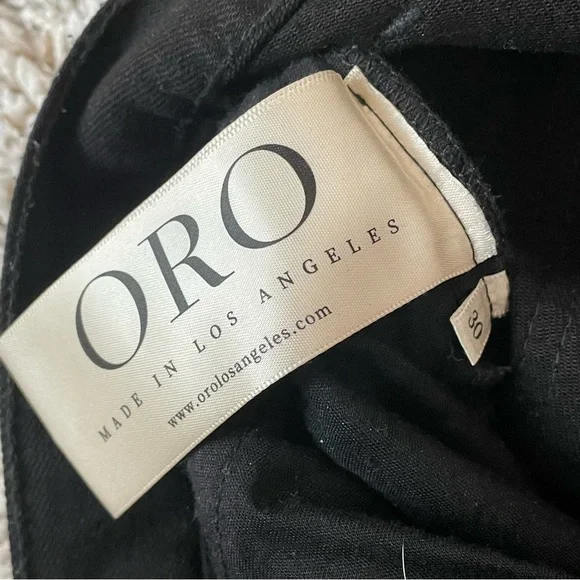 ORO
MADE IN LOS ANGELES
www.orolosangeles.com
30